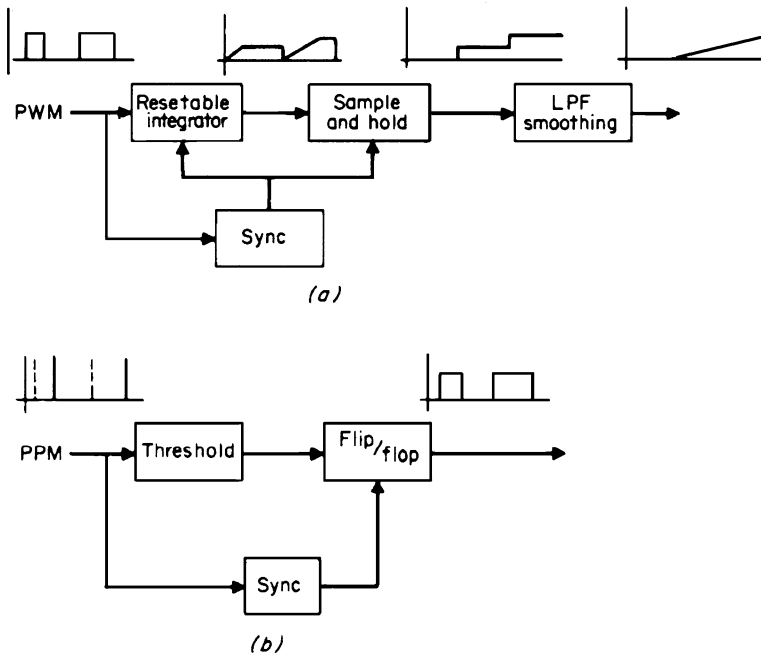 PWM
Resetable
integrator
Sample
and hold
LPF
smoothing
Sync
(a)
PPM
Threshold
Flip/flop
Sync
(b)